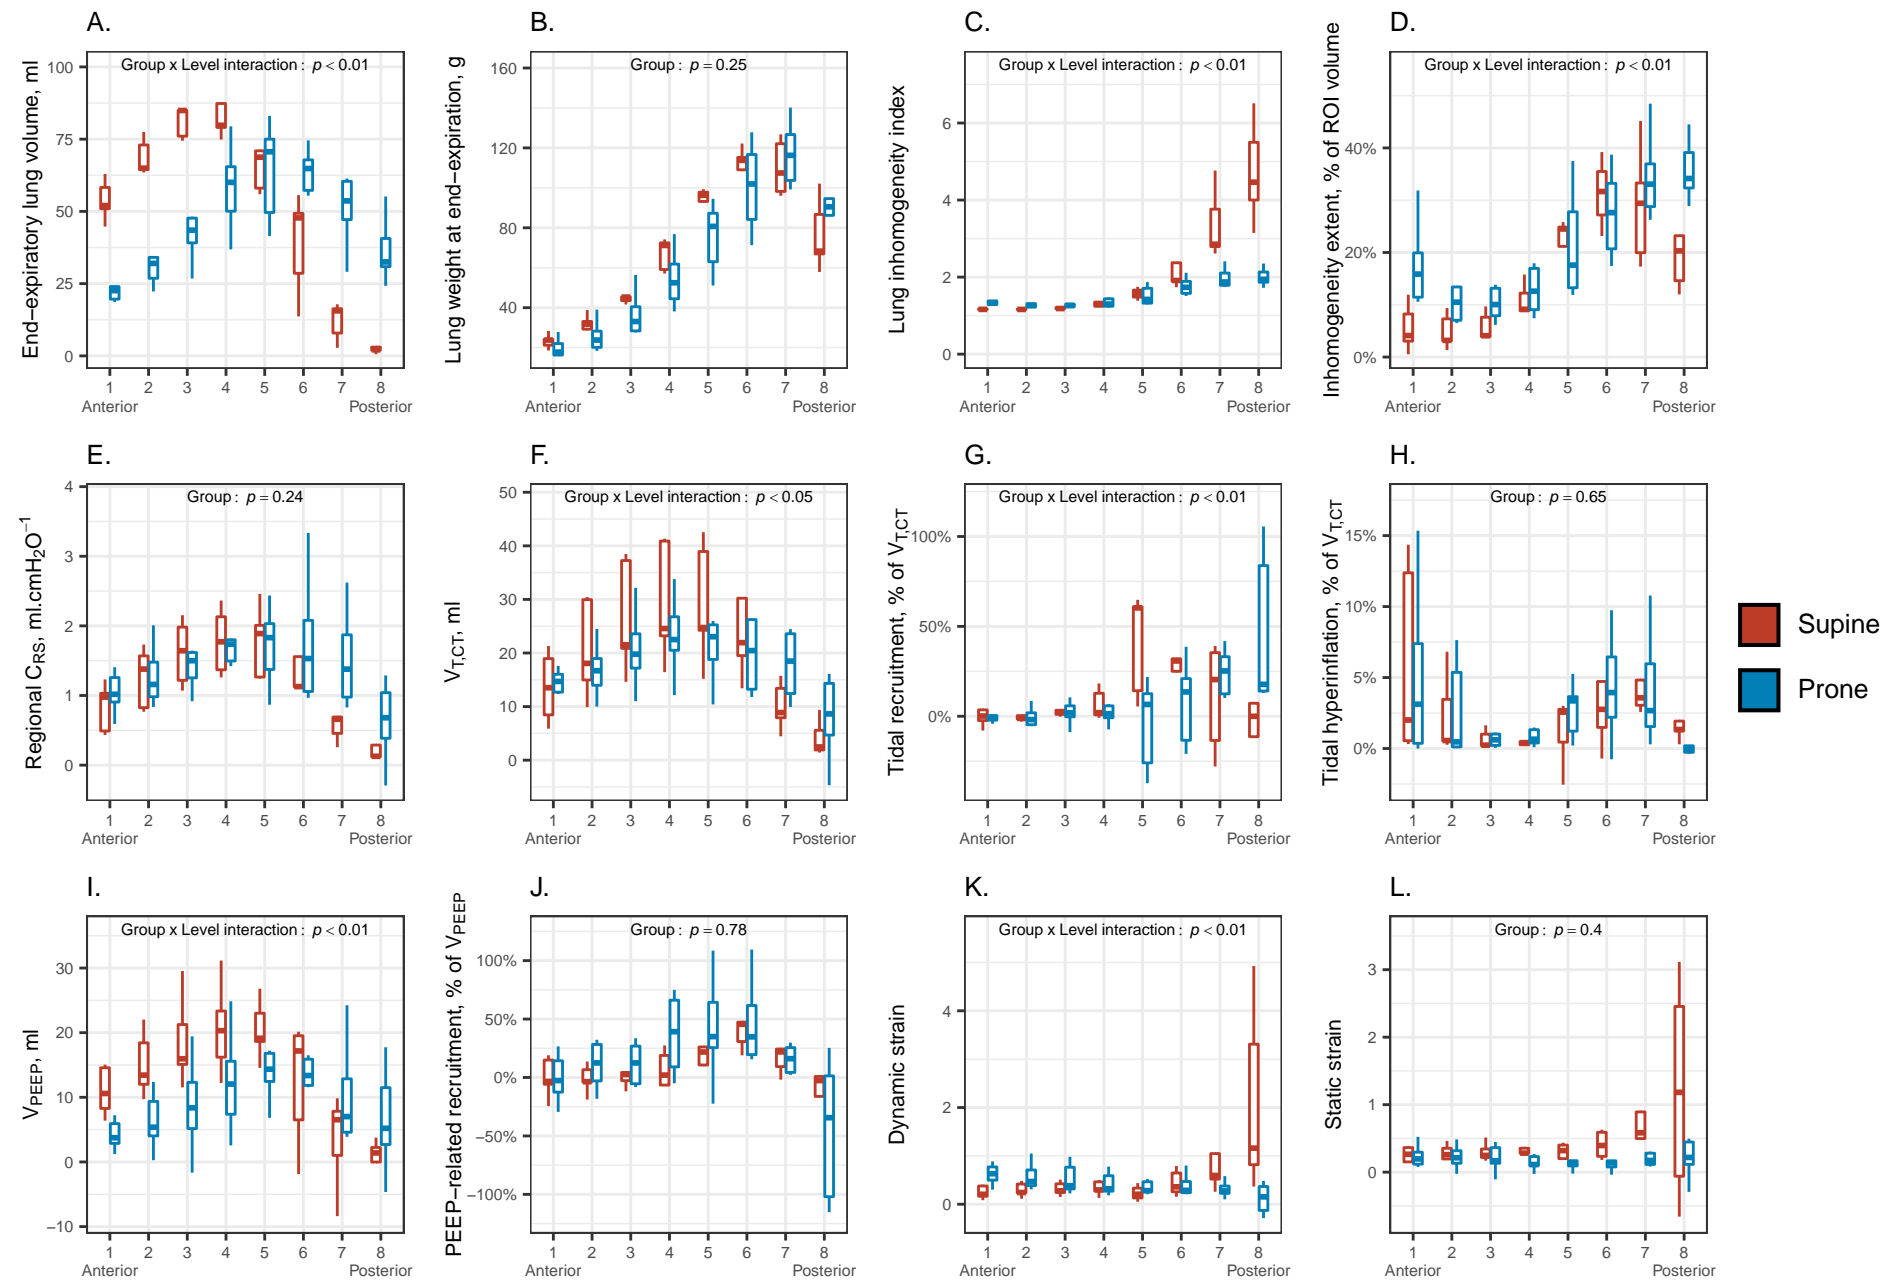 A.
Group x Level interaction : p < 0.01
End−expiratory lung volume, ml
100
75
50
25
0
1 2 3 4 5 6 7 8
Anterior Posterior
B.
Group : p = 0.25
Lung weight at end−expiration, g
160
120
80
40
1 2 3 4 5 6 7 8
Anterior Posterior
C.
Group x Level interaction : p < 0.01
Lung inhomogeneity index
6
4
2
0
1 2 3 4 5 6 7 8
Anterior Posterior
D.
Group x Level interaction : p < 0.01
Inhomogeneity extent, % of ROI volume
40%
20%
0%
1 2 3 4 5 6 7 8
Anterior Posterior
E.
Group : p = 0.24
Regional CRS, ml.cmH2O−1
4
3
2
1
0
1 2 3 4 5 6 7 8
Anterior Posterior
F.
Group x Level interaction : p < 0.05
VT,CT, ml
50
40
30
20
10
0
1 2 3 4 5 6 7 8
Anterior Posterior
G.
Group x Level interaction : p < 0.01
Tidal recruitment, % of VT,CT
100%
50%
0%
1 2 3 4 5 6 7 8
Anterior Posterior
H.
Group : p = 0.65
Tidal hyperinflation, % of VT,CT
15%
10%
5%
0%
1 2 3 4 5 6 7 8
Anterior Posterior
Supine
Prone
I.
Group x Level interaction : p < 0.01
VPEEP, ml
30
20
10
0
−10
1 2 3 4 5 6 7 8
Anterior Posterior
J.
Group : p = 0.78
PEEP−related recruitment, % of VPEEP
100%
50%
0%
−50%
−100%
1 2 3 4 5 6 7 8
Anterior Posterior
K.
Group x Level interaction : p < 0.01
Dynamic strain
4
2
0
1 2 3 4 5 6 7 8
Anterior Posterior
L.
Group : p = 0.4
Static strain
3
2
1
0
1 2 3 4 5 6 7 8
Anterior Posterior